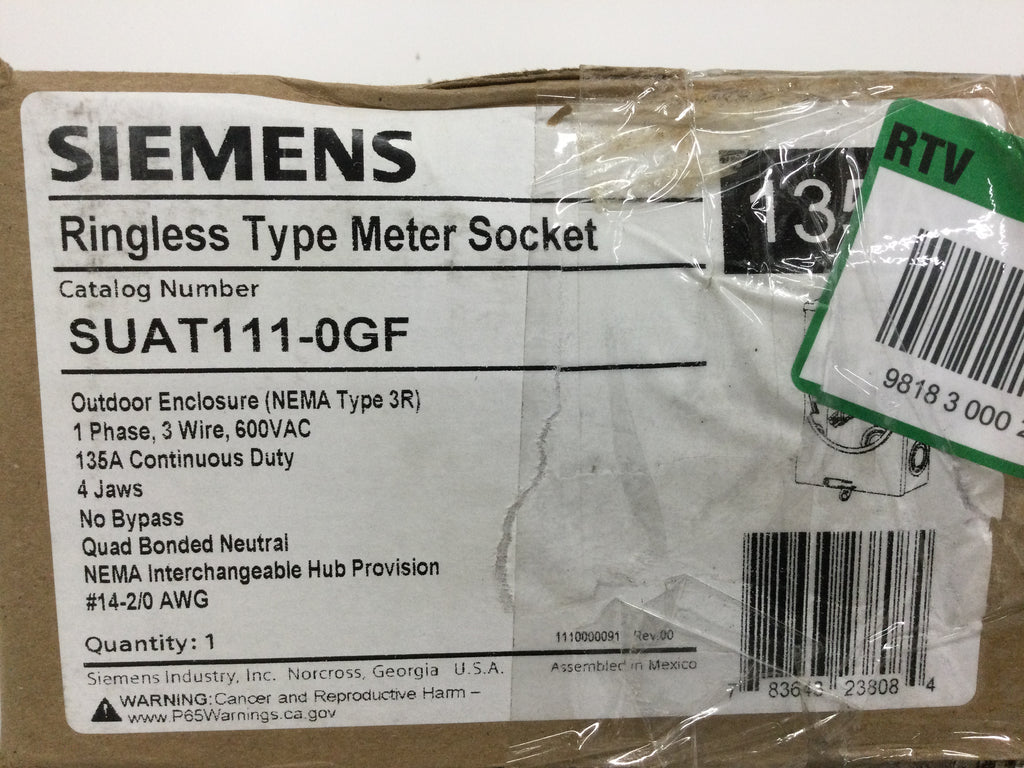 SIEMENS
Ringless Type Meter Socket
Catalog Number
SUAT111-0GF
Outdoor Enclosure (NEMA Type 3R)
1 Phase, 3 Wire, 600VAC
135A Continuous Duty
4 Jaws
No Bypass
Quad Bonded Neutral
NEMA Interchangeable Hub Provision
#14-2/0 AWG
Quantity: 1
1110000091 Rev.00
Siemens Industry, Inc. Norcross, Georgia U.S.A.
Assembled in Mexico
WARNING: Cancer and Reproductive Harm –
www.P65Warnings.ca.gov
135
RTV
9818 3 000
7 83643 23808 4